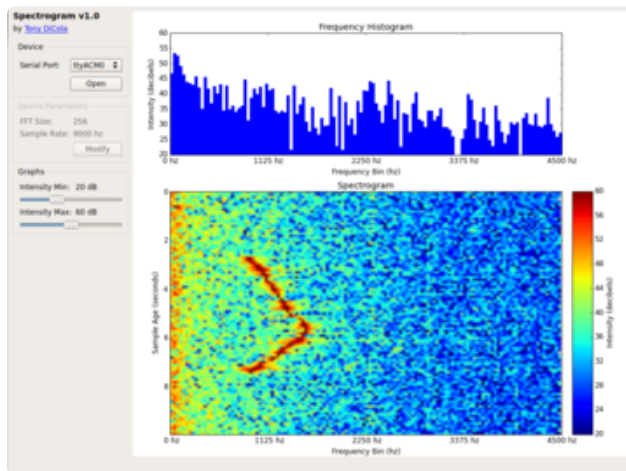 Spectrogram v1.0
by Tony DiCola
Device
Serial Port: ttyACM0
Open
Device Parameters
FFT Size: 256
Sample Rate: 9000 hz
Modify
Graphs
Intensity Min: 20 dB
Intensity Max: 60 dB
Frequency Histogram
Intensity (decibels)
60
55
50
45
40
35
30
25
20
0 hz 1125 hz 2250 hz 3375 hz 4500 hz
Frequency Bin (hz)
Spectrogram
Sample Age (seconds)
0
2
4
6
8
0 hz 1125 hz 2250 hz 3375 hz 4500 hz
Frequency Bin (hz)
60
56
52
48
44
40
36
32
28
24
20
Intensity (decibels)